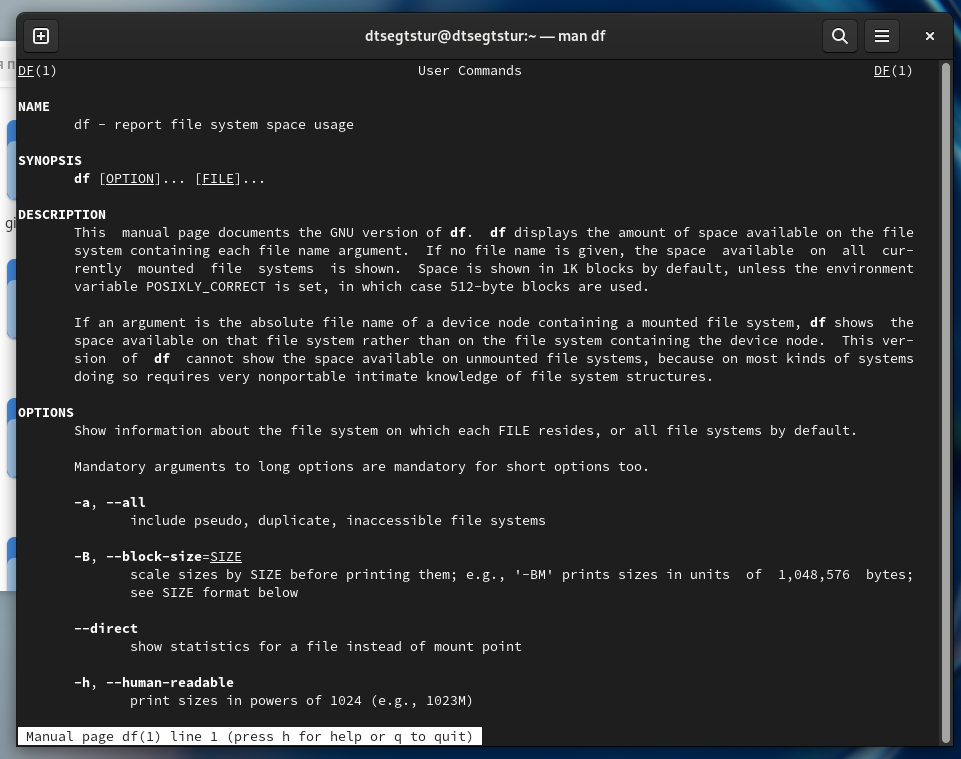 dtsegtstur@dtsegtstur:~ — man df
DF(1) User Commands DF(1)
NAME
df - report file system space usage
SYNOPSIS
df [OPTION]... [FILE]...
DESCRIPTION
This manual page documents the GNU version of df. df displays the amount of space available on the file
system containing each file name argument. If no file name is given, the space available on all cur-
rently mounted file systems is shown. Space is shown in 1K blocks by default, unless the environment
variable POSIXLY_CORRECT is set, in which case 512-byte blocks are used.
If an argument is the absolute file name of a device node containing a mounted file system, df shows the
space available on that file system rather than on the file system containing the device node. This ver-
sion of df cannot show the space available on unmounted file systems, because on most kinds of systems
doing so requires very nonportable intimate knowledge of file system structures.
OPTIONS
Show information about the file system on which each FILE resides, or all file systems by default.
Mandatory arguments to long options are mandatory for short options too.
-a, --all
include pseudo, duplicate, inaccessible file systems
-B, --block-size=SIZE
scale sizes by SIZE before printing them; e.g., '-BM' prints sizes in units of 1,048,576 bytes;
see SIZE format below
--direct
show statistics for a file instead of mount point
-h, --human-readable
print sizes in powers of 1024 (e.g., 1023M)
Manual page df(1) line 1 (press h for help or q to quit)